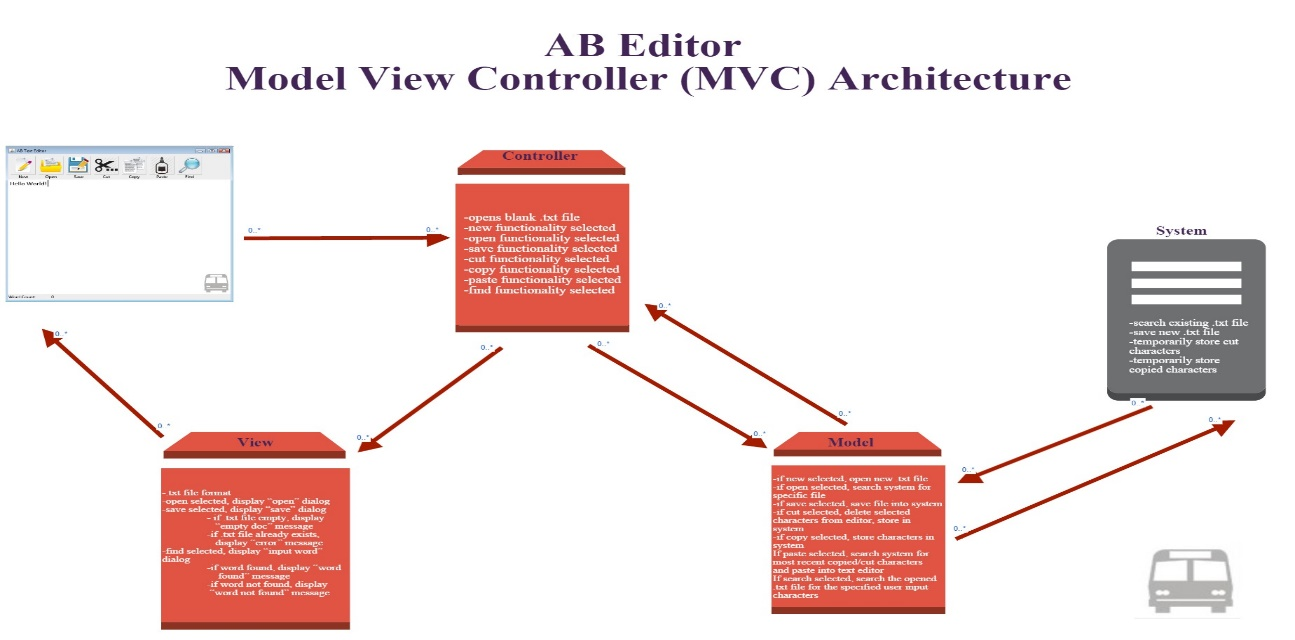 AB Editor
Model View Controller (MVC) Architecture
AB Text Editor
New Open Save Cut Copy Paste Find
Hello World!
Word Count: 0
0..*
0..*
Controller
-opens blank .txt file
-new functionality selected
-open functionality selected
-save functionality selected
-cut functionality selected
-copy functionality selected
-paste functionality selected
-find functionality selected
System
-search existing .txt file
-save new .txt file
-temporarily store cut
characters
-temporarily store
copied characters
0..*
0..*
0..*
0..*
0..*
0..*
0..*
0..*
0..*
0..*
0..*
0..*
View
- txt file format
-open selected, display "open" dialog
-save selected, display "save" dialog
- if .txt file empty, display
"empty doc" message
-if .txt file already exists,
display "error" message
-find selected, display "input word"
dialog
-if word found, display "word
found" message
-if word not found, display
"word not found" message
Model
-if new selected, open new .txt file
-if open selected, search system for
specific file
-if save selected, save file into system
-if cut selected, delete selected
characters from editor, store in
system
-if copy selected, store characters in
system
If paste selected, search system for
most recent copied/cut characters
and paste into text editor
If search selected, search the opened
.txt file for the specified user input
characters